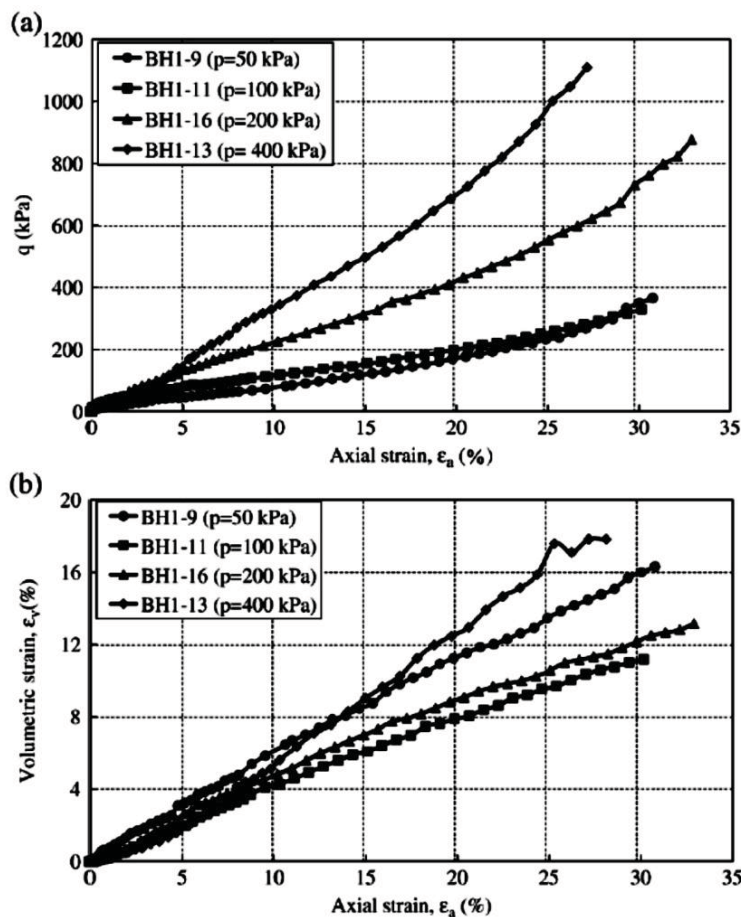 (a)
1200
1000
800
600
400
200
0
q (kPa)
BH1-9 (p=50 kPa)
BH1-11 (p=100 kPa)
BH1-16 (p=200 kPa)
BH1-13 (p= 400 kPa)
0 5 10 15 20 25 30 35
Axial strain, εa (%)
(b)
20
16
12
8
4
0
Volumetric strain, εv(%)
BH1-9 (p=50 kPa)
BH1-11 (p=100 kPa)
BH1-16 (p=200 kPa)
BH1-13 (p=400 kPa)
0 5 10 15 20 25 30 35
Axial strain, εa (%)